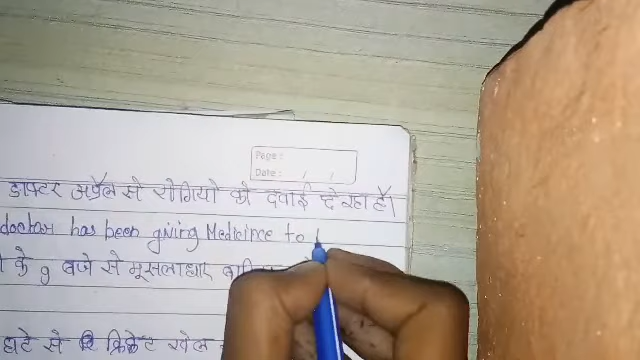 Page:
Date: / /
डाक्टर अप्रैल से रोगियो को दवाई दे रहा है।
doctor has been giving Medicine to
के 9 बजे से मूसलाधार
से क्रिकेट खेल